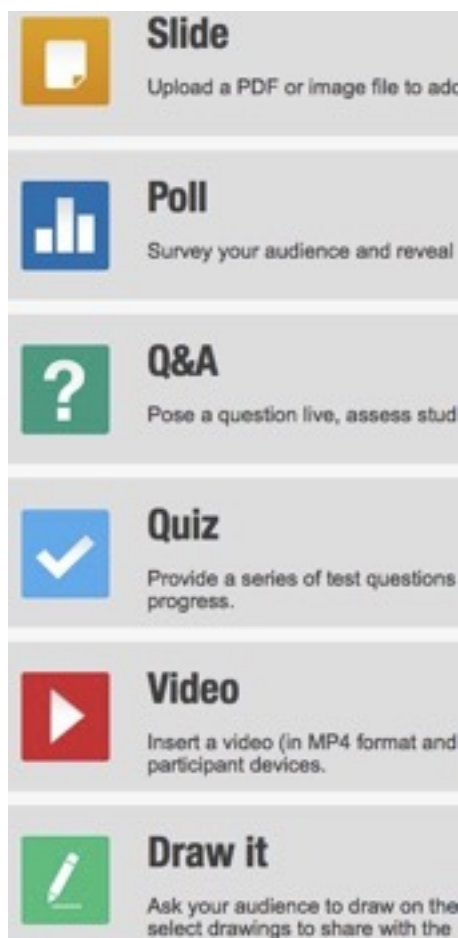 Slide
Upload a PDF or image file to add
Poll
Survey your audience and reveal
Q&A
Pose a question live, assess stud
Quiz
Provide a series of test questions
progress.
Video
Insert a video (in MP4 format and
participant devices.
Draw it
Ask your audience to draw on the
select drawings to share with the